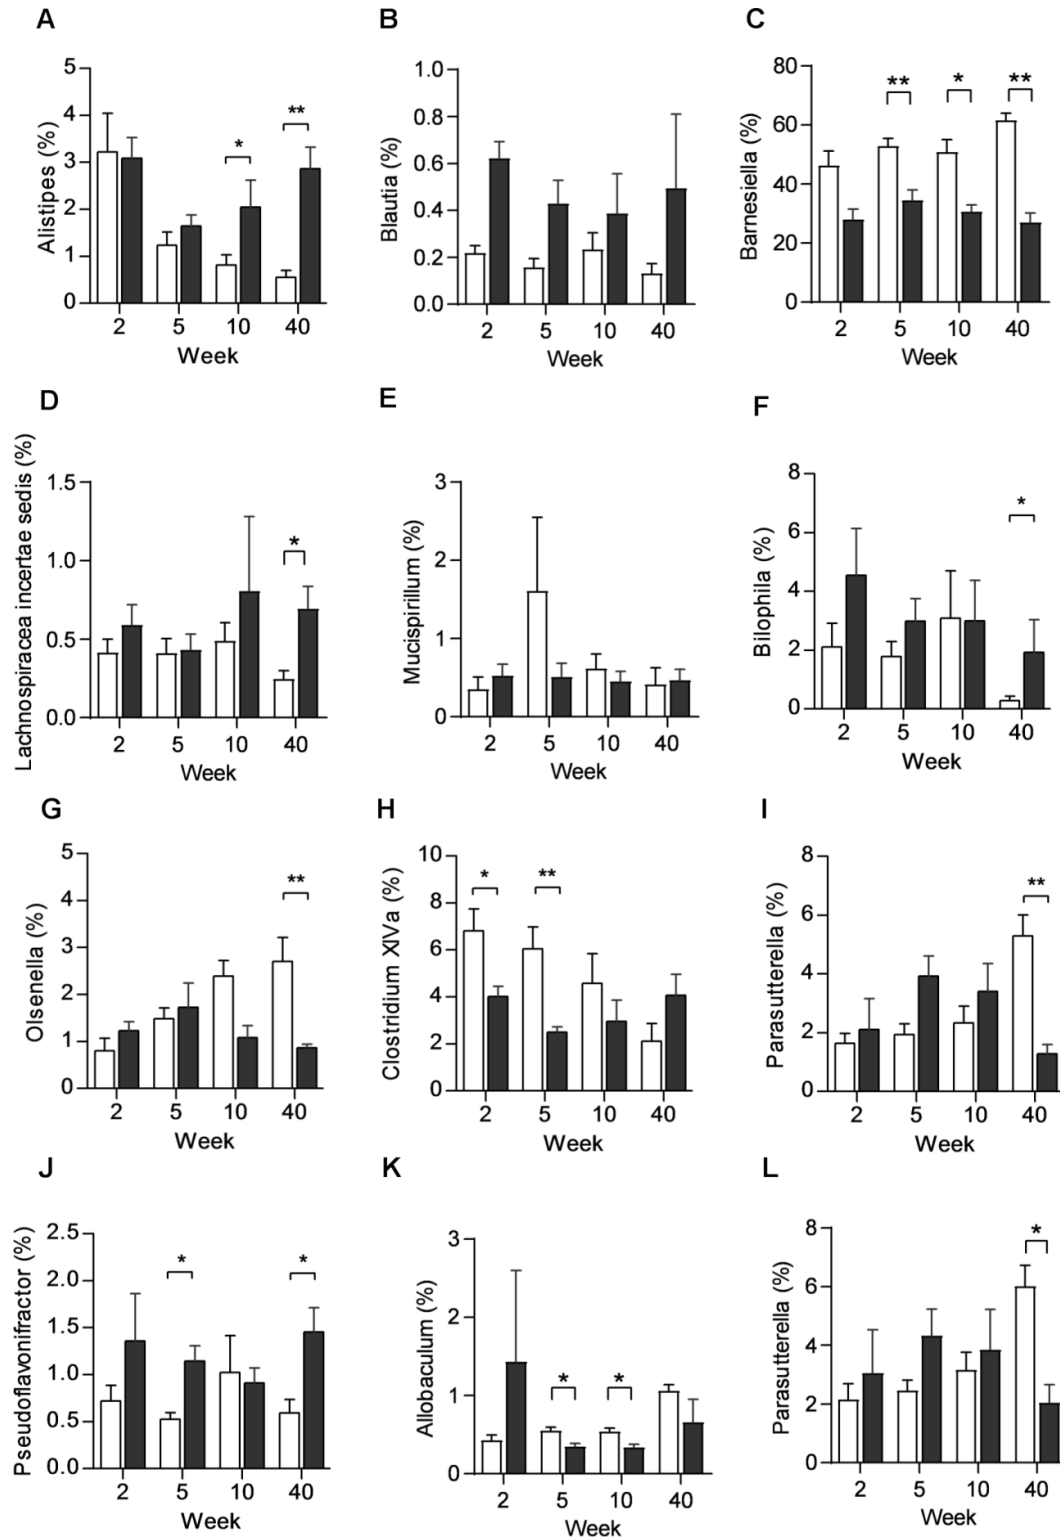 A
Alistipes (%)
5
4
3
2
1
0
*
**
2 5 10 40
Week
B
Blautia (%)
1.0
0.8
0.6
0.4
0.2
0.0
2 5 10 40
Week
C
Barnesiella (%)
80
60
40
20
0
** * **
2 5 10 40
Week
D
Lachnospiracea incertae sedis (%)
1.5
1.0
0.5
0.0
*
2 5 10 40
Week
E
Mucispirillum (%)
3
2
1
0
2 5 10 40
Week
F
Bilophila (%)
8
6
4
2
0
*
2 5 10 40
Week
G
Olsenella (%)
5
4
3
2
1
0
**
2 5 10 40
Week
H
Clostridium XIVa (%)
10
8
6
4
2
0
* **
2 5 10 40
Week
I
Parasutterella (%)
8
6
4
2
0
**
2 5 10 40
Week
J
Pseudoflavonifractor (%)
2.5
2.0
1.5
1.0
0.5
0.0
* *
2 5 10 40
Week
K
Allobaculum (%)
3
2
1
0
* *
2 5 10 40
Week
L
Parasutterella (%)
8
6
4
2
0
*
2 5 10 40
Week